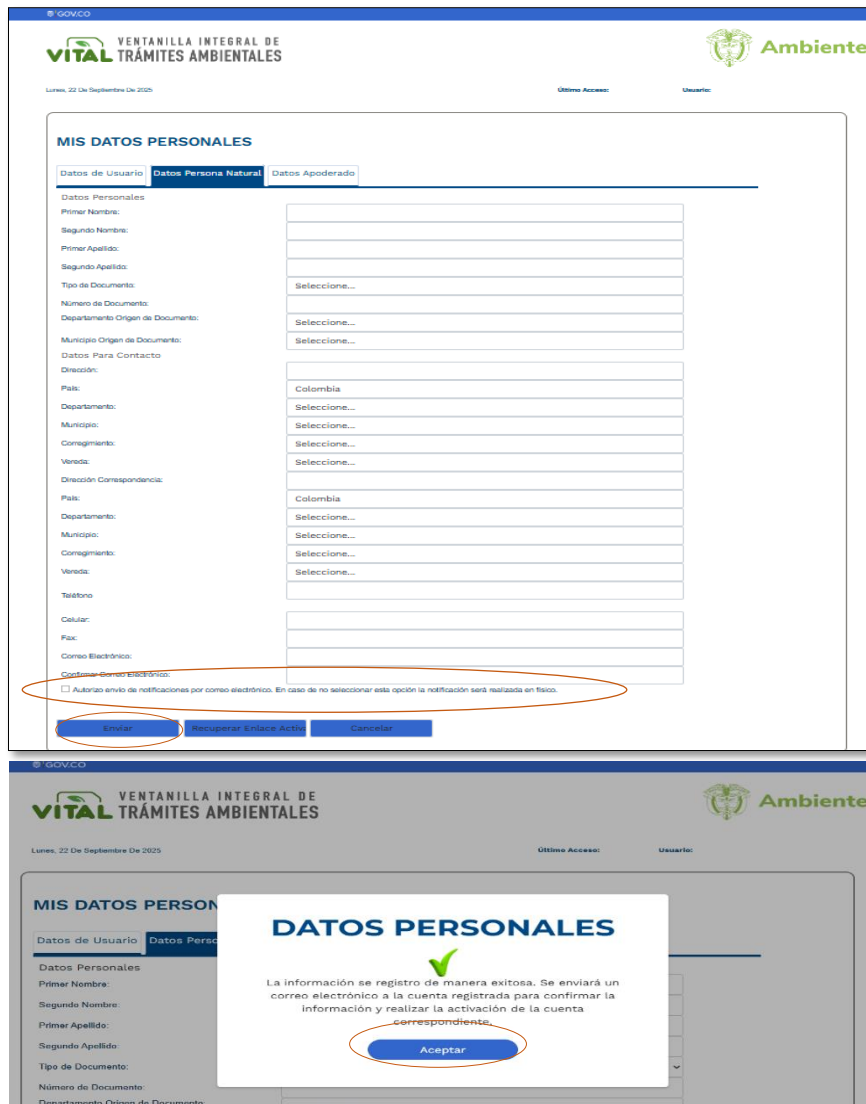 GOV.CO
VITAL VENTANILLA INTEGRAL DE
TRÁMITES AMBIENTALES
Ambiente
Lunes, 22 De Septiembre De 2025 Último Acceso: Usuario:
MIS DATOS PERSONALES
Datos de Usuario Datos Persona Natural Datos Apoderado
Datos Personales
Primer Nombre:
Segundo Nombre:
Primer Apellido:
Segundo Apellido:
Tipo de Documento: Seleccione...
Número de Documento:
Departamento Origen de Documento: Seleccione...
Municipio Origen de Documento: Seleccione...
Datos Para Contacto
Dirección:
País: Colombia
Departamento: Seleccione...
Municipio: Seleccione...
Corregimiento: Seleccione...
Vereda: Seleccione...
Dirección Correspondencia:
País: Colombia
Departamento: Seleccione...
Municipio: Seleccione...
Corregimiento: Seleccione...
Vereda: Seleccione...
Teléfono
Celular:
Fax:
Correo Electrónico:
Confirmar Correo Electrónico:
Autorizo envío de notificaciones por correo electrónico. En caso de no seleccionar esta opción la notificación será realizada en físico.
Enviar Recuperar Enlace Activa Cancelar
GOV.CO
VITAL VENTANILLA INTEGRAL DE
TRÁMITES AMBIENTALES
Ambiente
Lunes, 22 De Septiembre De 2025 Último Acceso: Usuario:
MIS DATOS PERSON
Datos de Usuario Datos Perso
Datos Personales
Primer Nombre:
Segundo Nombre:
Primer Apellido:
Segundo Apellido:
Tipo de Documento:
Número de Documento:
Departamento Origen de Documento:
DATOS PERSONALES
La información se registro de manera exitosa. Se enviará un
correo electrónico a la cuenta registrada para confirmar la
información y realizar la activación de la cuenta
correspondiente.
Aceptar